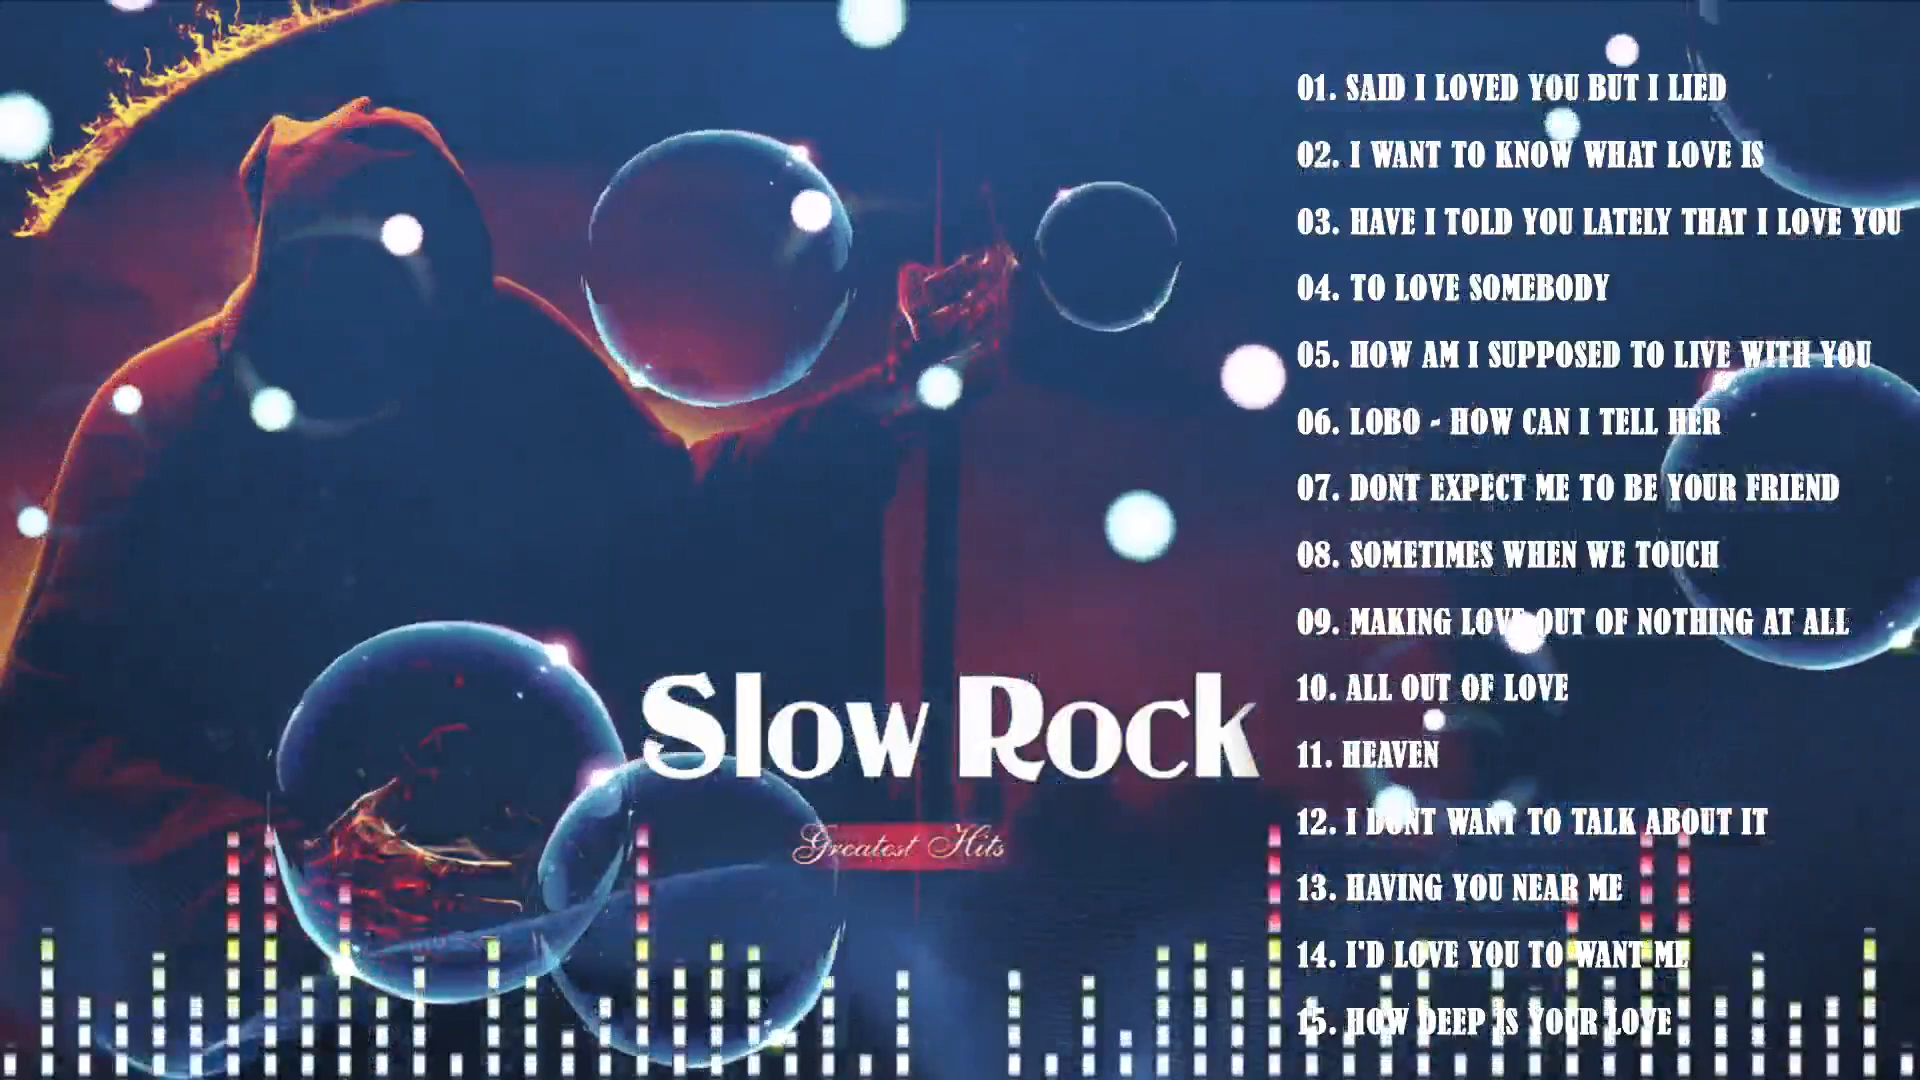 01. SAID I LOVED YOU BUT I LIED
02. I WANT TO KNOW WHAT LOVE IS
03. HAVE I TOLD YOU LATELY THAT I LOVE YOU
04. TO LOVE SOMEBODY
05. HOW AM I SUPPOSED TO LIVE WITH YOU
06. LOBO - HOW CAN I TELL HER
07. DONT EXPECT ME TO BE YOUR FRIEND
08. SOMETIMES WHEN WE TOUCH
09. MAKING LOVE OUT OF NOTHING AT ALL
10. ALL OUT OF LOVE
11. HEAVEN
12. I DONT WANT TO TALK ABOUT IT
13. HAVING YOU NEAR ME
14. I'D LOVE YOU TO WANT ME
15. HOW DEEP IS YOUR LOVE
Slow Rock
Greatest Hits